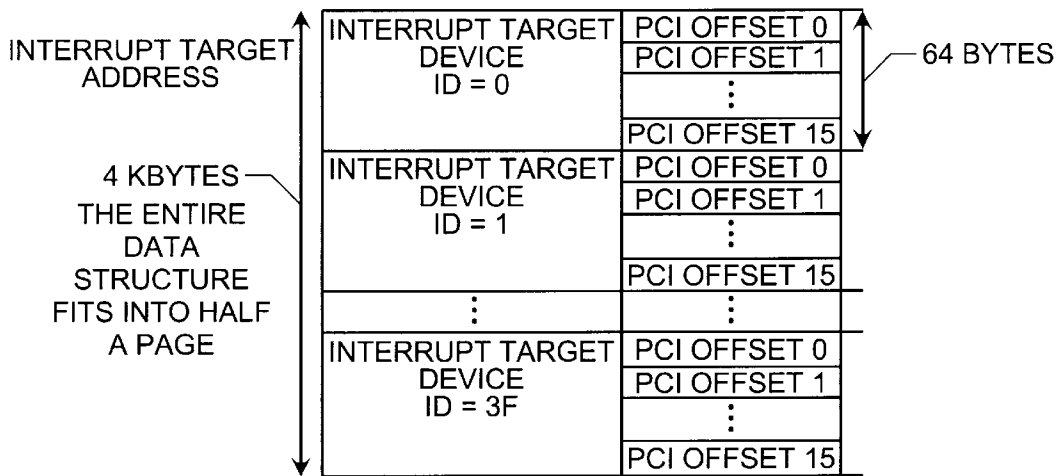 INTERRUPT TARGET
ADDRESS
4 KBYTES
THE ENTIRE
DATA
STRUCTURE
FITS INTO HALF
A PAGE
INTERRUPT TARGET
DEVICE
ID = 0
PCI OFFSET 0
PCI OFFSET 1
⋮
PCI OFFSET 15
64 BYTES
INTERRUPT TARGET
DEVICE
ID = 1
PCI OFFSET 0
PCI OFFSET 1
⋮
PCI OFFSET 15
⋮
⋮
INTERRUPT TARGET
DEVICE
ID = 3F
PCI OFFSET 0
PCI OFFSET 1
⋮
PCI OFFSET 15